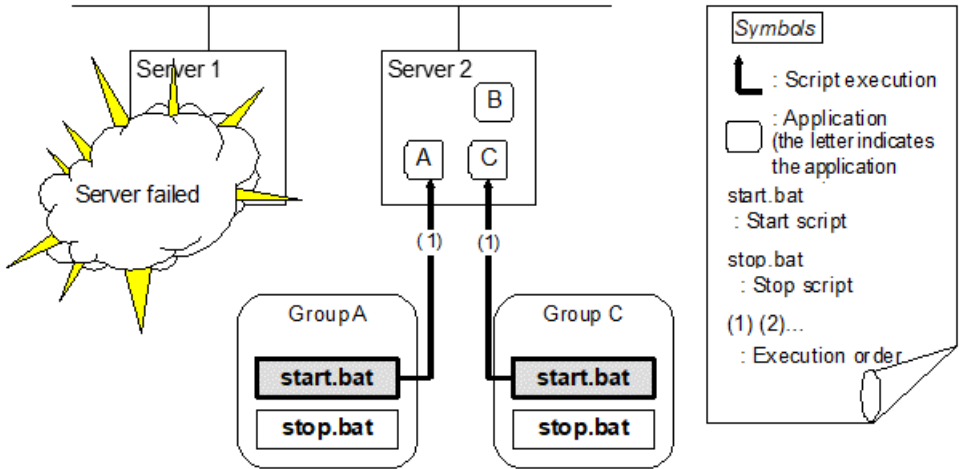 Server 1
Server failed
Server 2
B
A
C
(1)
(1)
Group A
start.bat
stop.bat
Group C
start.bat
stop.bat
Symbols
: Script execution
: Application
(the letter indicates
the application
start.bat
: Start script
stop.bat
: Stop script
(1) (2)...
: Execution order